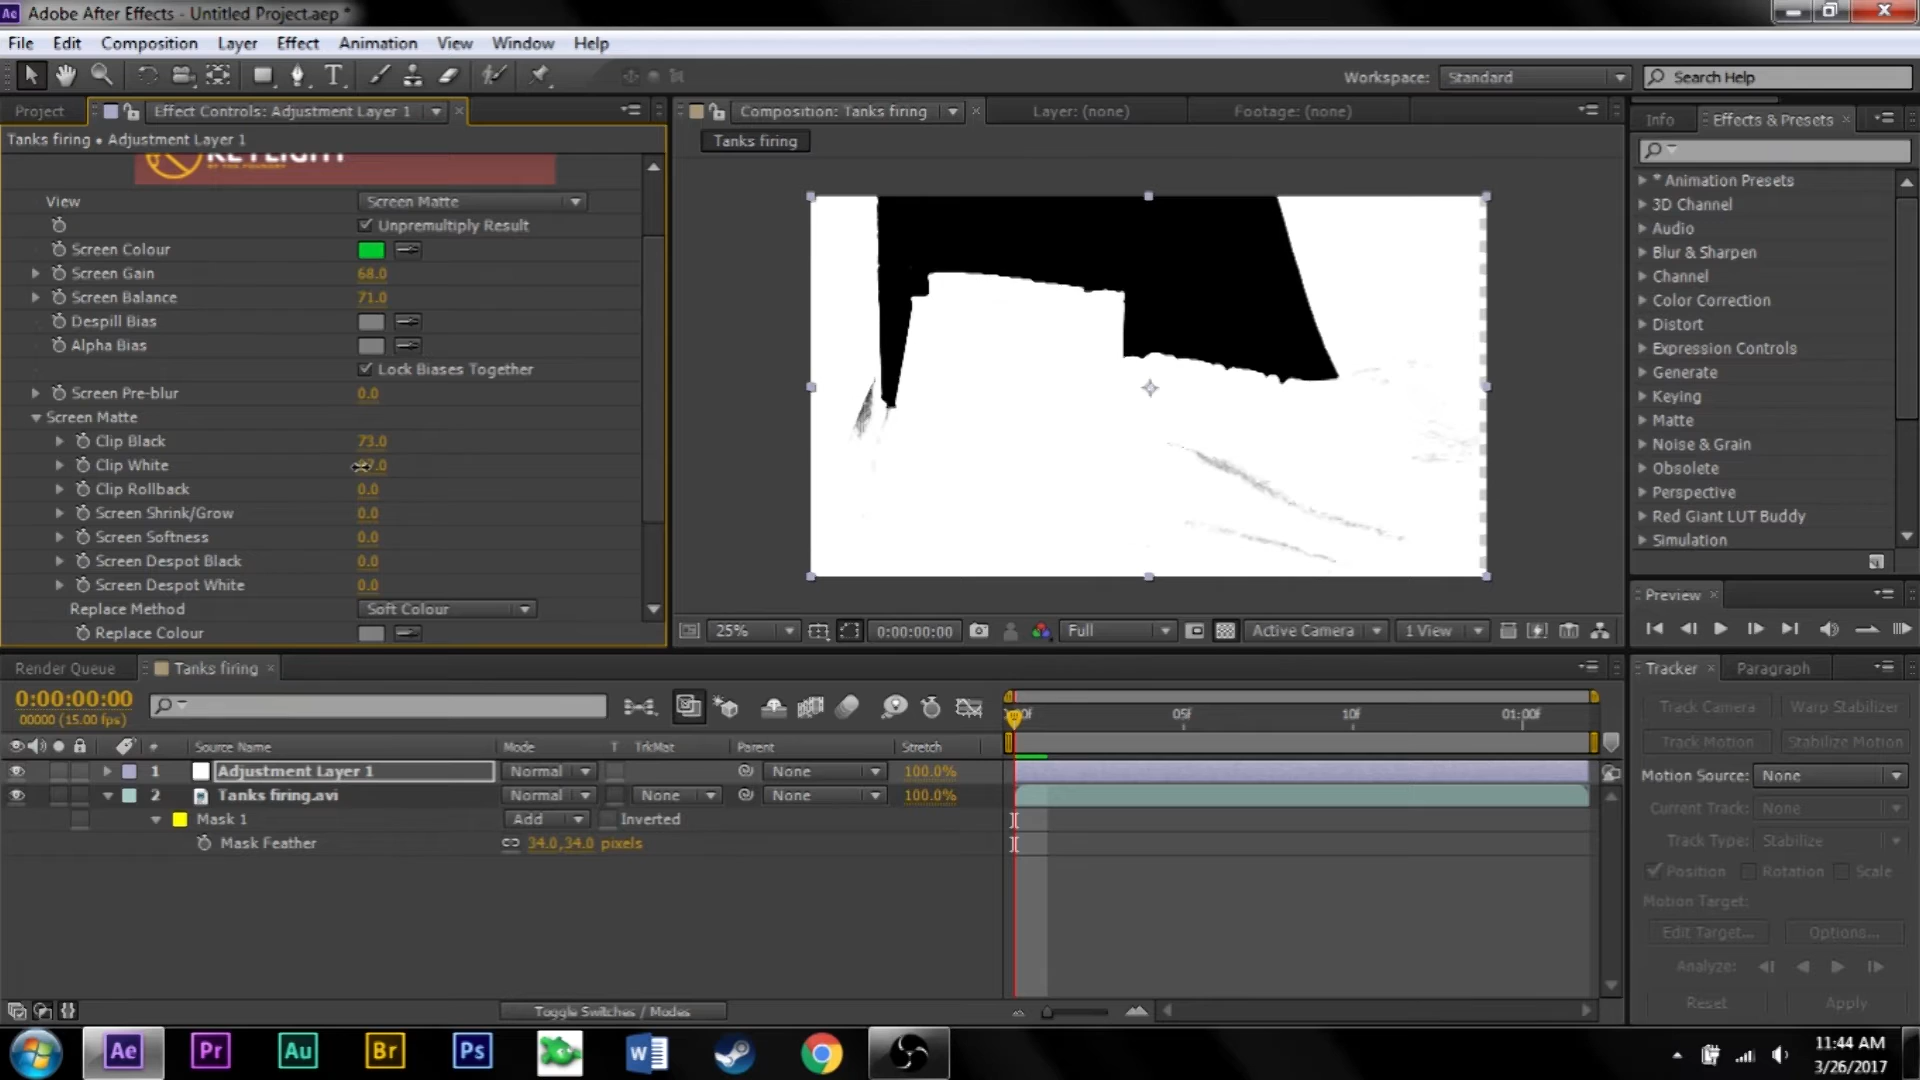 Adobe After Effects - Untitled Project.aep *
File Edit Composition Layer Effect Animation View Window Help
Workspace: Standard Search Help
Project Effect Controls: Adjustment Layer 1
Tanks firing • Adjustment Layer 1
KEYLIGHT
View Screen Matte
Unpremultiply Result
Screen Colour
Screen Gain 68.0
Screen Balance 71.0
Despill Bias
Alpha Bias
Lock Biases Together
Screen Pre-blur 0.0
Screen Matte
Clip Black 73.0
Clip White
Clip Rollback 0.0
Screen Shrink/Grow 0.0
Screen Softness 0.0
Screen Despot Black 0.0
Screen Despot White 0.0
Replace Method Soft Colour
Replace Colour
Composition: Tanks firing Layer: (none) Footage: (none)
Tanks firing
25% 0:00:00:00 Full Active Camera 1 View
Info Effects & Presets
* Animation Presets
3D Channel
Audio
Blur & Sharpen
Channel
Color Correction
Distort
Expression Controls
Generate
Keying
Matte
Noise & Grain
Obsolete
Perspective
Red Giant LUT Buddy
Simulation
Preview
Render Queue Tanks firing
0:00:00:00
00000 (15.00 fps)
05f 10f 01:00f
# Source Name Mode T TrkMat Parent Stretch
1 Adjustment Layer 1 Normal None 100.0%
2 Tanks firing.avi Normal None None 100.0%
Mask 1 Add Inverted
Mask Feather 34.0,34.0 pixels
Toggle Switches / Modes
Tracker Paragraph
Track Camera Warp Stabilizer
Track Motion Stabilize Motion
Motion Source: None
Current Track: None
Track Type: Stabilize
Position Rotation Scale
Motion Target:
Edit Target... Options...
Analyze:
Reset Apply
Ae Pr Au Br Ps W
11:44 AM
3/26/2017